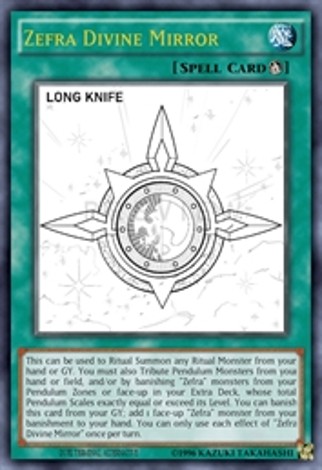 ZEFRA DIVINE MIRROR
[SPELL CARD]
LONG KNIFE
This can be used to Ritual Summon any Ritual Monster from your
hand or GY. You must also Tribute Pendulum Monsters from your
hand or field, and/or by banishing "Zefra" monsters from your
Pendulum Zones or face-up in your Extra Deck, whose total
Pendulum Scales exactly equal or exceed its Level. You can banish
this card from your GY; add 1 face-up "Zefra" monster from your
banishment to your hand. You can only use each effect of "Zefra
Divine Mirror" once per turn.
©1996 KAZUKI TAKAHASHI